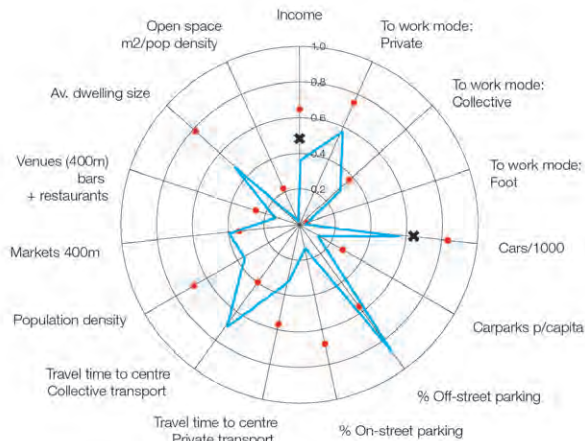 Income
To work mode:
Private
To work mode:
Collective
To work mode:
Foot
Cars/1000
Carparks p/capita
% Off-street parking
% On-street parking
Travel time to centre
Private transport
Travel time to centre
Collective transport
Population density
Markets 400m
Venues (400m)
bars
+ restaurants
Av. dwelling size
Open space
m2/pop density
1.0
0.8
0.6
0.4
0.2
0